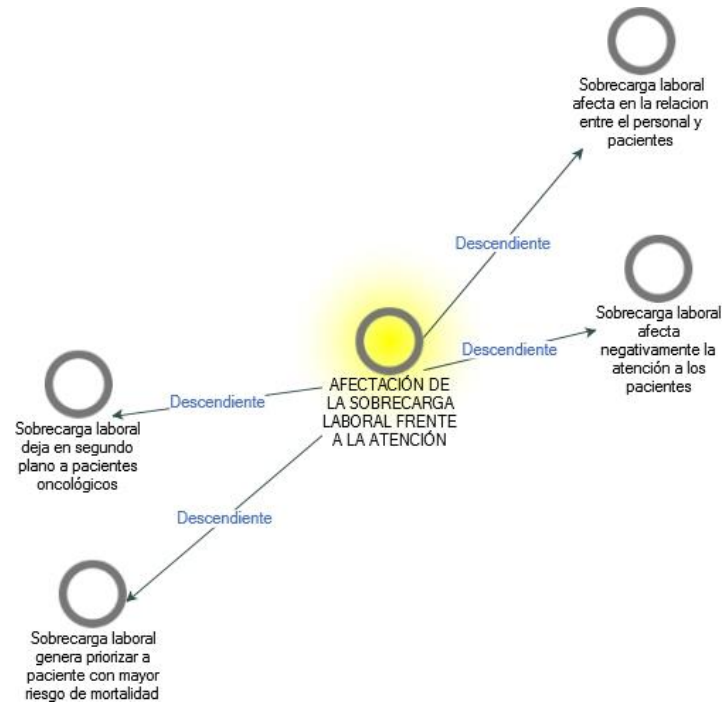 Sobrecarga laboral
afecta en la relacion
entre el personal y
pacientes
Descendiente
Sobrecarga laboral
afecta
negativamente la
atención a los
pacientes
Descendiente
AFECTACIÓN DE
LA SOBRECARGA
LABORAL FRENTE
A LA ATENCIÓN
Descendiente
Sobrecarga laboral
deja en segundo
plano a pacientes
oncológicos
Descendiente
Sobrecarga laboral
genera priorizar a
paciente con mayor
riesgo de mortalidad